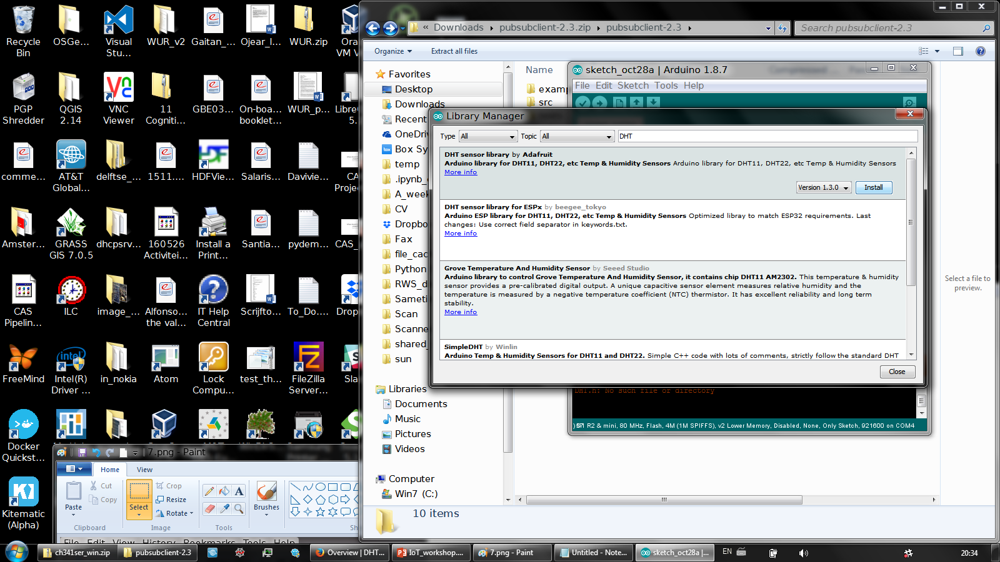 Recycle Bin
OSGe...
Visual Stu...
WUR_v2
Gaitan_...
Ojear_l...
WUR.zip
Ora VM V
PGP Shredder
QGIS 2.14
VNC Viewer
11 Cogniti...
GBE03...
On-boa... booklet...
WUR_p...
Libre 5.
comme...
AT&T Global...
delftse_...
1511....
HDFVie...
Salaris...
Davivie...
CA Projec
Amster...
GRASS GIS 7.0.5
dhcpsrv...
160526 Activitei...
Install a Print...
Santia...
pydem...
CAS_
CAS Pipelin...
ILC
image_...
Alfonso... the val...
IT Help Central
Scrijfto...
To_Do....
Drop
FreeMind
Intel(R) Driver ...
in_nokia
Atom
Lock Compu...
test_th...
FileZilla Server...
Sla
Docker Quickst...
Kitematic (Alpha)
« Downloads pubsubclient-2.3.zip pubsubclient-2.3
Search pubsubclient-2.3
Organize Extract all files
Favorites
Desktop
Downloads
Recent
OneDriv
Box Sy
temp
.ipynb_
A_week
CV
Dropbo
Fax
file_cac
Python
RWS_d
Sameti
Scan
Scanne
shared_
sun
Libraries
Documents
Music
Pictures
Videos
Computer
Win7 (C:)
Name
examp
src
10 items
Select a file to preview.
sketch_oct28a | Arduino 1.8.7
File Edit Sketch Tools Help
Library Manager
Type All Topic All DHT
DHT sensor library by Adafruit
Arduino library for DHT11, DHT22, etc Temp & Humidity Sensors Arduino library for DHT11, DHT22, etc Temp & Humidity Sensors
More info
Version 1.3.0 Install
DHT sensor library for ESPx by beegee_tokyo
Arduino ESP library for DHT11, DHT22, etc Temp & Humidity Sensors Optimized libray to match ESP32 requirements. Last
changes: Use correct field separator in keywords.txt.
More info
Grove Temperature And Humidity Sensor by Seeed Studio
Arduino library to control Grove Temperature And Humidity Sensor, it contains chip DHT11 AM2302. This temperature & humidity
sensor provides a pre-calibrated digital output. A unique capacitive sensor element measures relative humidity and the
temperature is measured by a negative temperature coefficient (NTC) thermistor. It has excellent reliability and long term
stability.
More info
SimpleDHT by Winlin
Arduino Temp & Humidity Sensors for DHT11 and DHT22. Simple C++ code with lots of comments, strictly follow the standard DHT
Close
DHT.h: No such file or directory
R2 & mini, 80 MHz, Flash, 4M (1M SPIFFS), v2 Lower Memory, Disabled, None, Only Sketch, 921600 on COM4
7.png - Paint
Home View
Paste Cut Copy
Clipboard
Select Crop Resize Rotate
Image
Tools
A
Brushes
Sh
File Edit View History Bookmarks Tools Help
ch341ser_win.zip
pubsubclient-2.3
Overview | DHT...
IoT_workshop....
7.png - Paint
Untitled - Note...
sketch_oct28a |...
EN
20:34